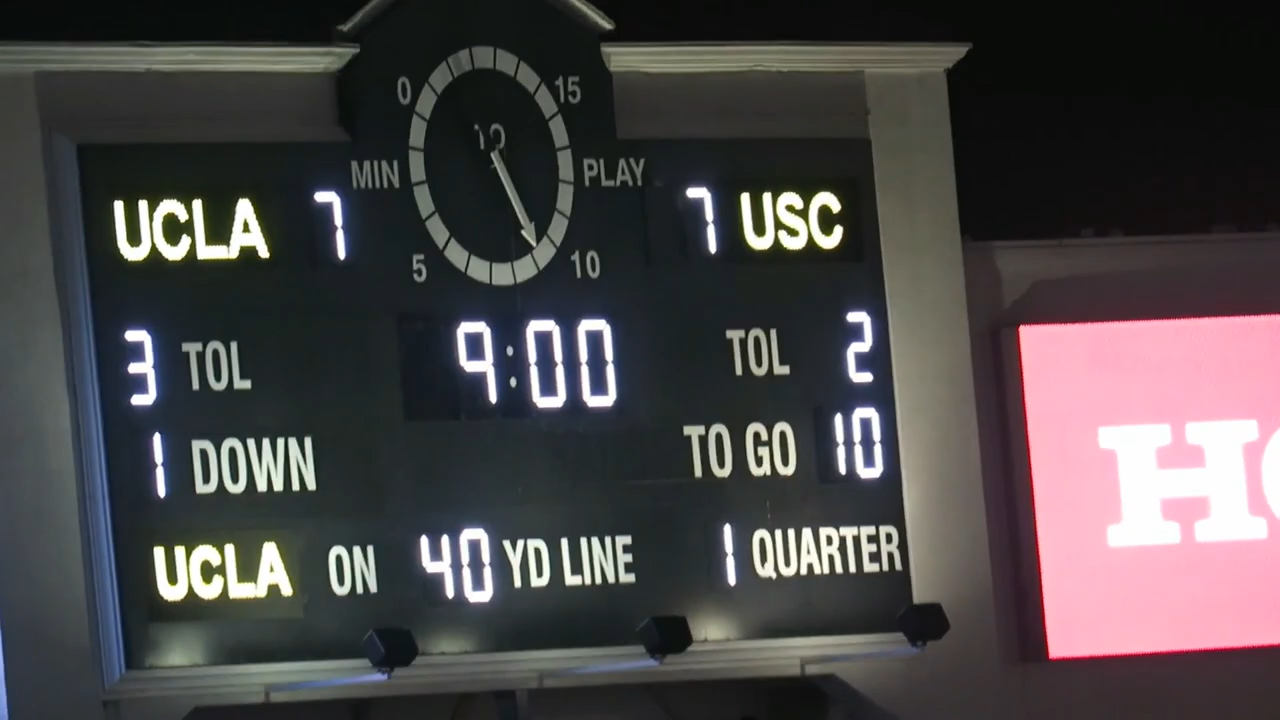 0 15
MIN PLAY
UCLA 7 7 USC
5 10
3 TOL 9:00 TOL 2
1 DOWN TO GO 10
UCLA ON 40 YD LINE 1 QUARTER